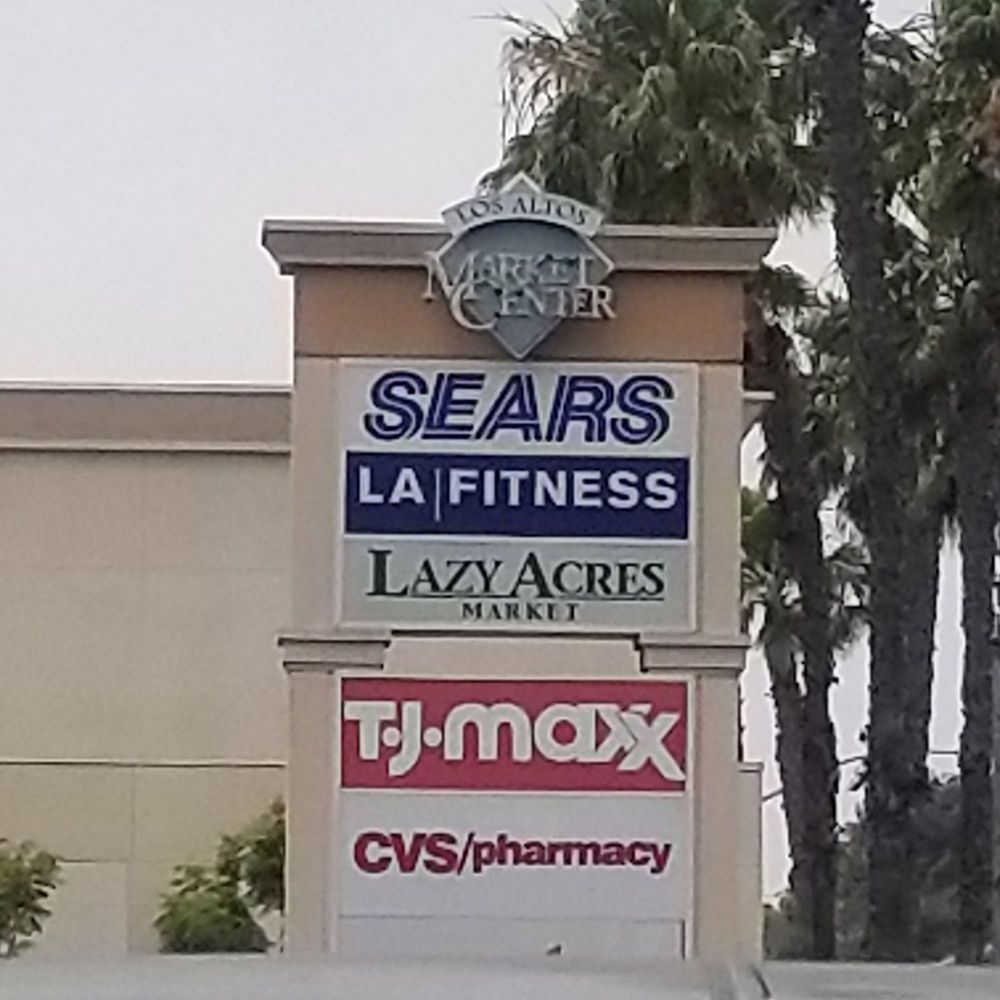 LOS ALTOS
MARKET
CENTER
SEARS
LA|FITNESS
LAZY ACRES
MARKET
T·J·maxx
CVS/pharmacy